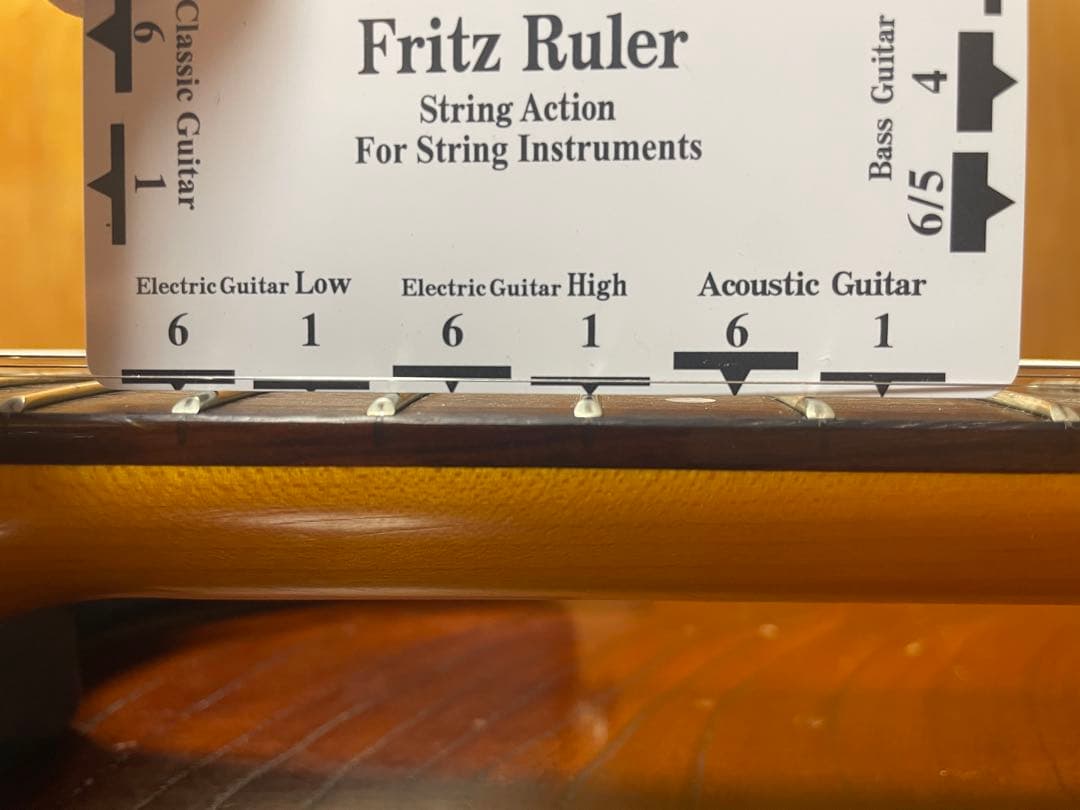 Fritz Ruler
String Action
For String Instruments
Classic Guitar
6
1
Bass Guitar
4
6/5
Electric Guitar Low
6 1
Electric Guitar High
6 1
Acoustic Guitar
6 1